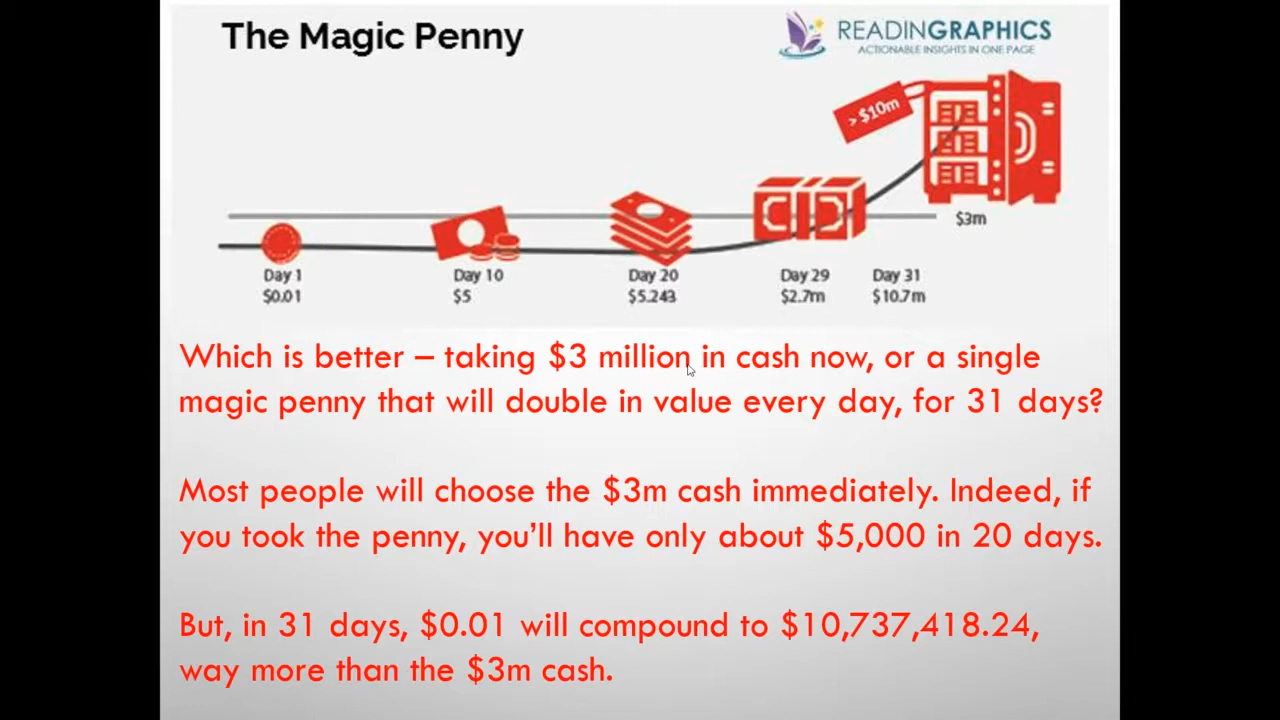 The Magic Penny
READINGRAPHICS
ACTIONABLE INSIGHTS IN ONE PAGE
> $10m
$3m
Day 1
$0.01
Day 10
$5
Day 20
$5.243
Day 29
$2.7m
Day 31
$10.7m
Which is better – taking $3 million in cash now, or a single
magic penny that will double in value every day, for 31 days?
Most people will choose the $3m cash immediately. Indeed, if
you took the penny, you’ll have only about $5,000 in 20 days.
But, in 31 days, $0.01 will compound to $10,737,418.24,
way more than the $3m cash.